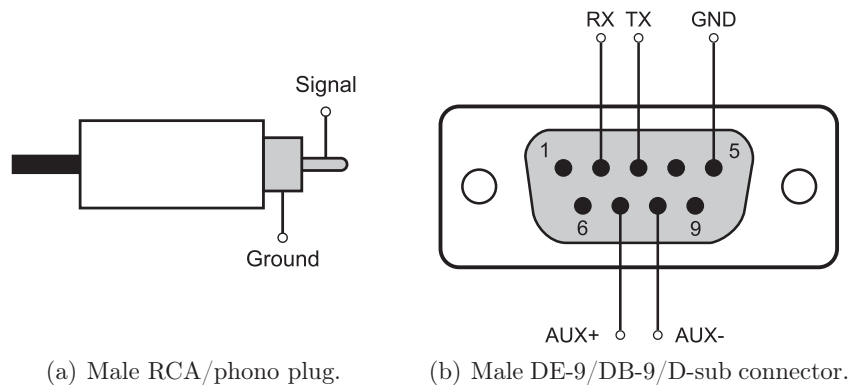 RX TX GND
Signal
1 5
6 9
Ground
AUX+ AUX-
(a) Male RCA/phono plug. (b) Male DE-9/DB-9/D-sub connector.